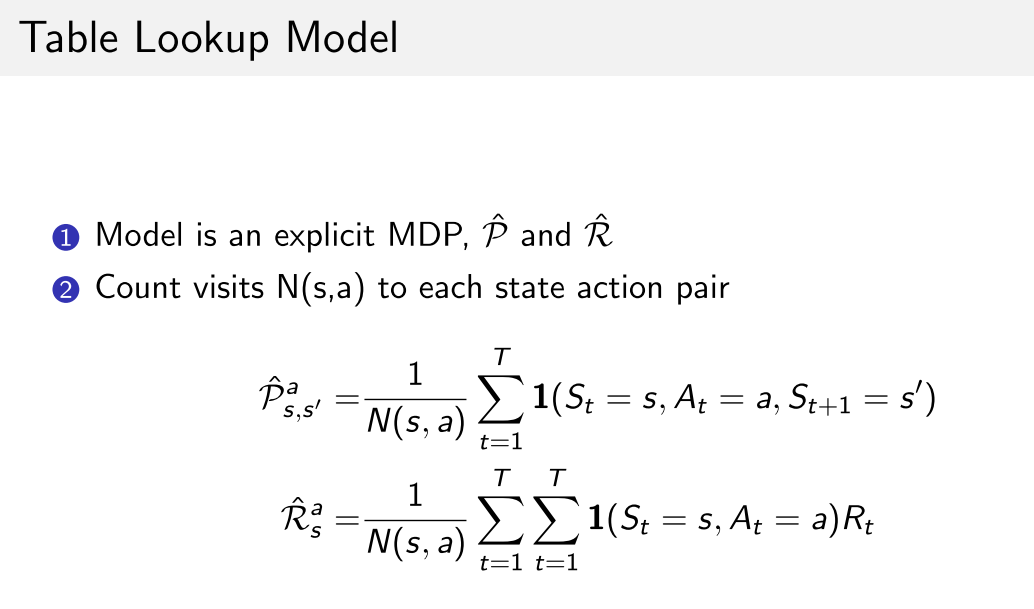 Table Lookup Model
1 Model is an explicit MDP, $\hat{\mathcal{P}}$ and $\hat{\mathcal{R}}$
2 Count visits N(s,a) to each state action pair
$\hat{\mathcal{P}}^{a}_{s,s'} = \frac{1}{N(s,a)} \sum_{t=1}^{T} \mathbf{1}(S_t = s, A_t = a, S_{t+1} = s')$
$\hat{\mathcal{R}}^{a}_{s} = \frac{1}{N(s,a)} \sum_{t=1}^{T} \sum_{t=1}^{T} \mathbf{1}(S_t = s, A_t = a) R_t$